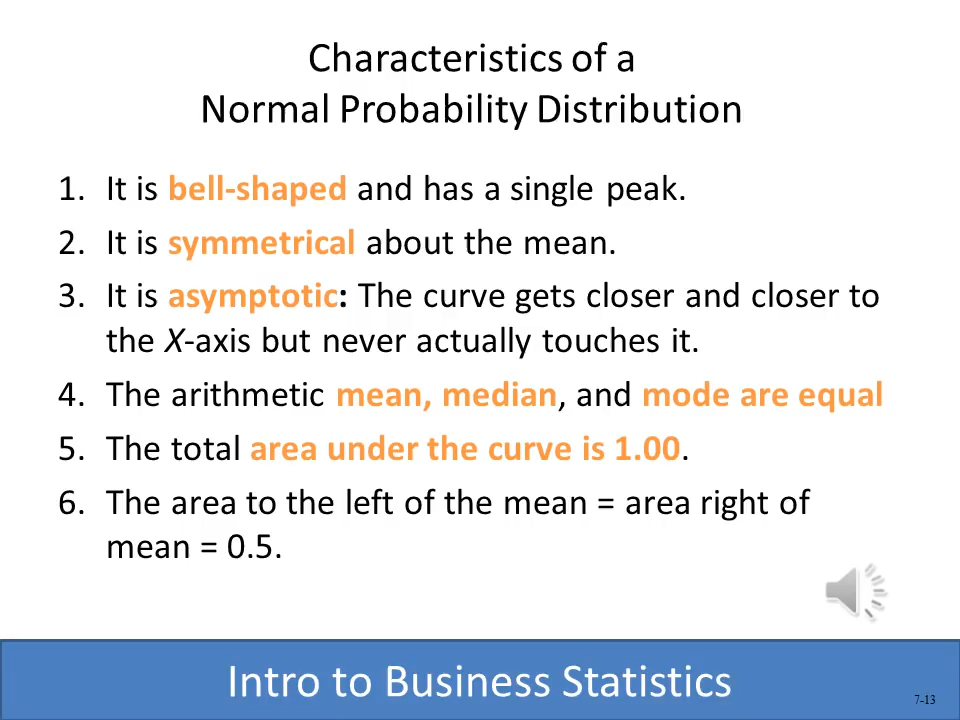 Characteristics of a
Normal Probability Distribution
1. It is bell-shaped and has a single peak.
2. It is symmetrical about the mean.
3. It is asymptotic: The curve gets closer and closer to
the X-axis but never actually touches it.
4. The arithmetic mean, median, and mode are equal
5. The total area under the curve is 1.00.
6. The area to the left of the mean = area right of
mean = 0.5.
Intro to Business Statistics
7-13